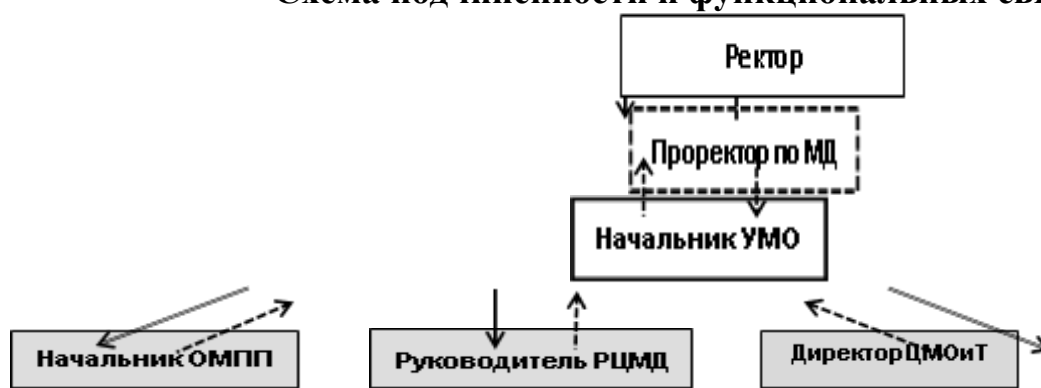 Ректор
Проректор по МД
Начальник УМО
Начальник ОМПП
Руководитель РЦМД
Директор ЦМОиТ